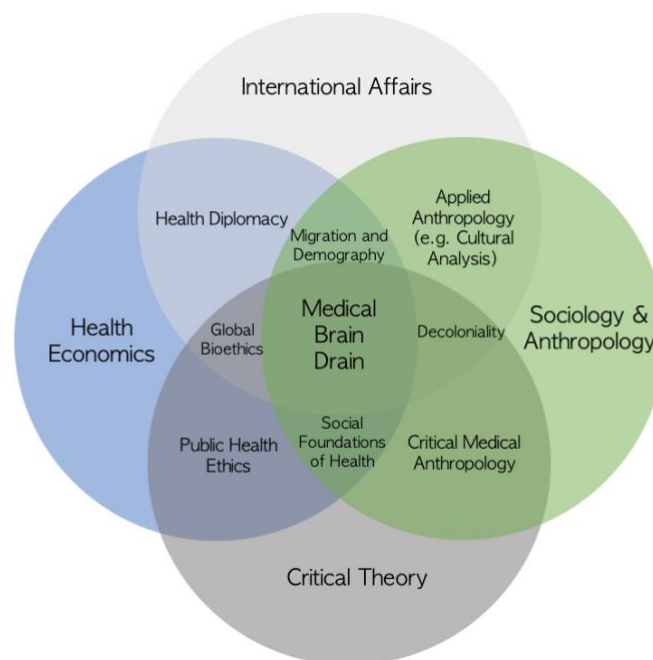 International Affairs
Health Diplomacy
Migration and
Demography
Applied
Anthropology
(e.g. Cultural
Analysis)
Health
Economics
Global
Bioethics
Medical
Brain
Drain
Decoloniality
Sociology &
Anthropology
Public Health
Ethics
Social
Foundations
of Health
Critical Medical
Anthropology
Critical Theory